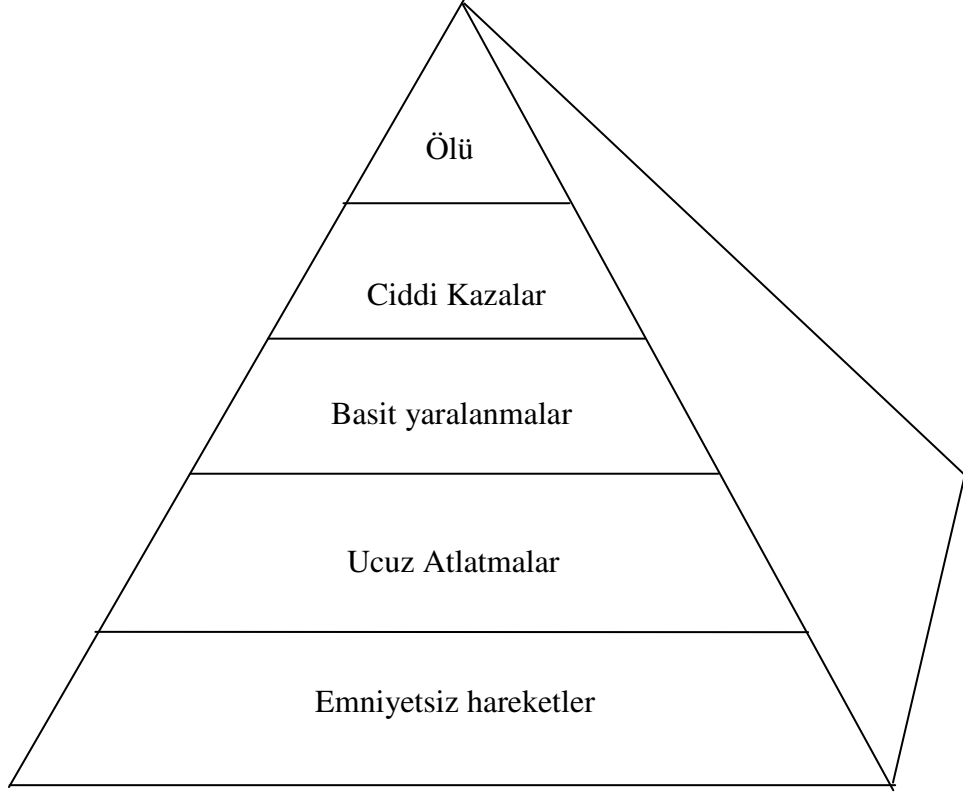 Ölü
Ciddi Kazalar
Basit yaralanmalar
Ucuz Atlatmalar
Emniyetsiz hareketler